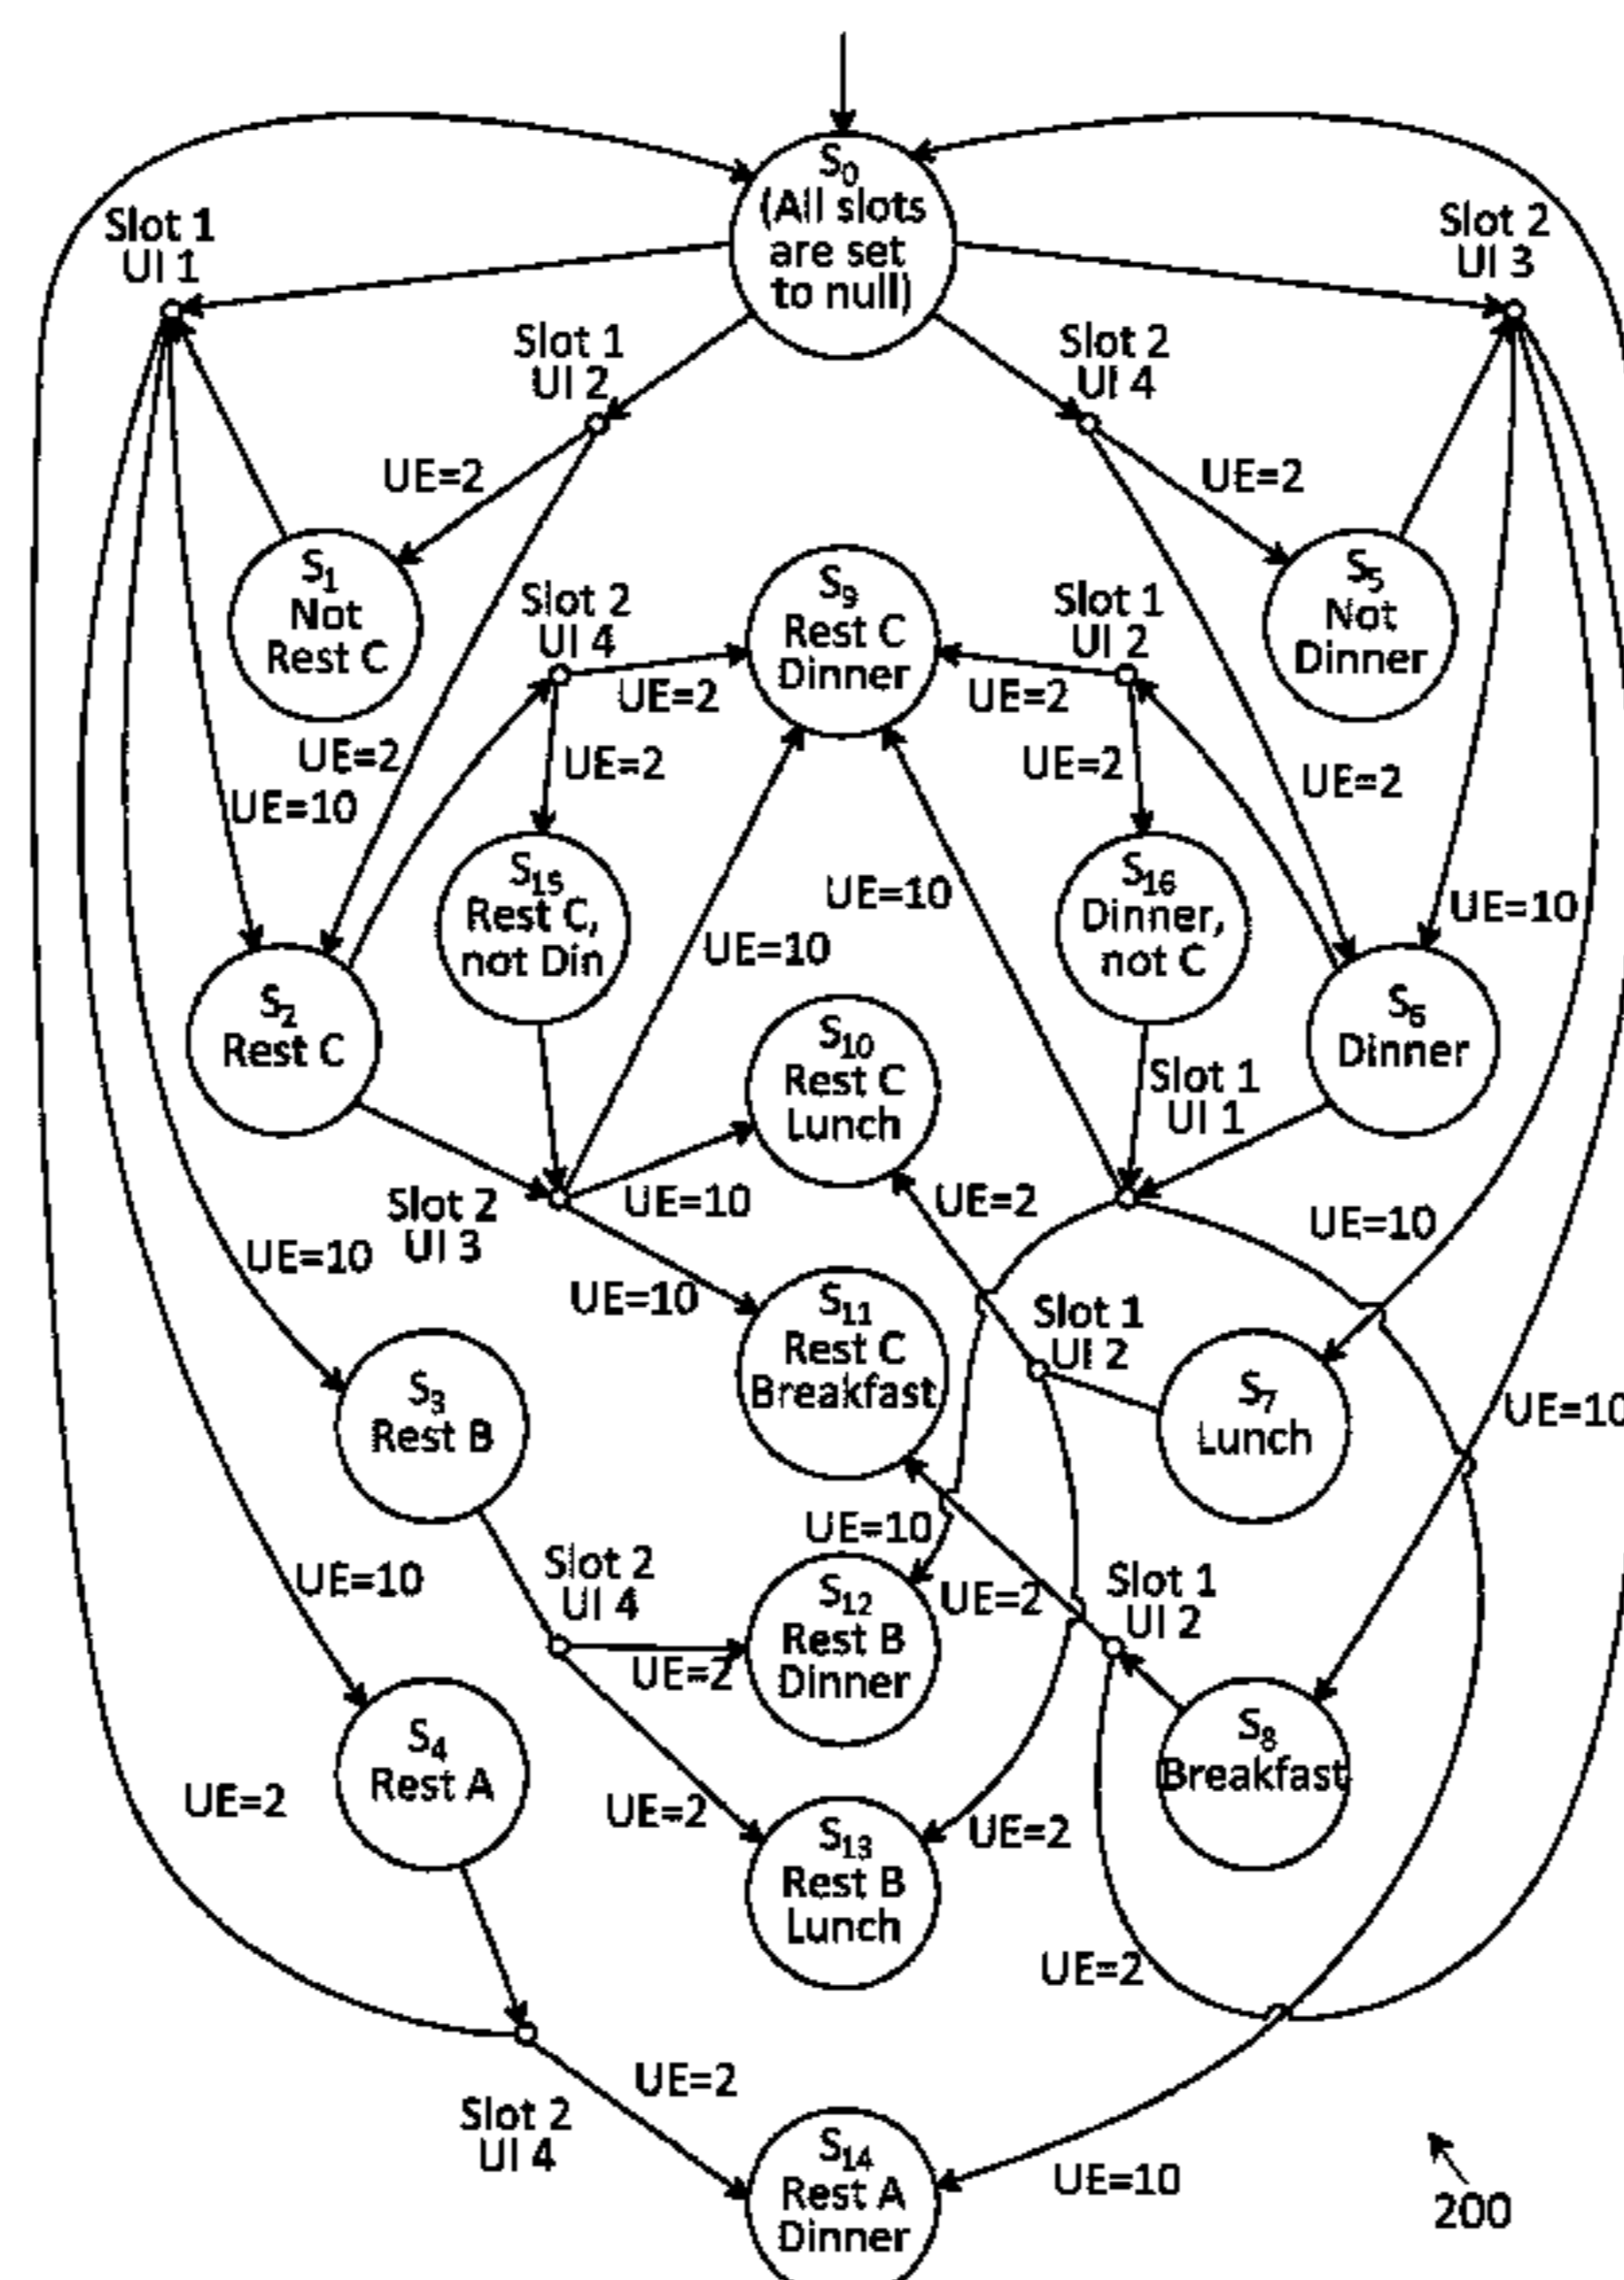 S0
(All slots
are set
to null)
Slot 1
UI 1
Slot 2
UI 3
Slot 1
UI 2
Slot 2
UI 4
UE=2
UE=2
S1
Not
Rest C
S5
Not
Dinner
Slot 2
UI 4
S9
Rest C
Dinner
Slot 1
UI 2
UE=2
UE=2
UE=2
UE=2
UE=2
UE=2
UE=10
S15
Rest C,
not Din
S16
Dinner,
not C
UE=10
UE=10
UE=10
S2
Rest C
S10
Rest C
Lunch
S6
Dinner
Slot 1
UI 1
Slot 2
UI 3
UE=10
UE=2
UE=10
UE=10
UE=10
S11
Rest C
Breakfast
Slot 1
UI 2
S3
Rest B
S7
Lunch
UE=10
UE=10
Slot 2
UI 4
UE=10
S12
Rest B
Dinner
UE=2
UE=2
Slot 1
UI 2
S4
Rest A
S8
Breakfast
UE=2
UE=2
S13
Rest B
Lunch
UE=2
UE=2
UE=2
Slot 2
UI 4
S14
Rest A
Dinner
UE=10
200